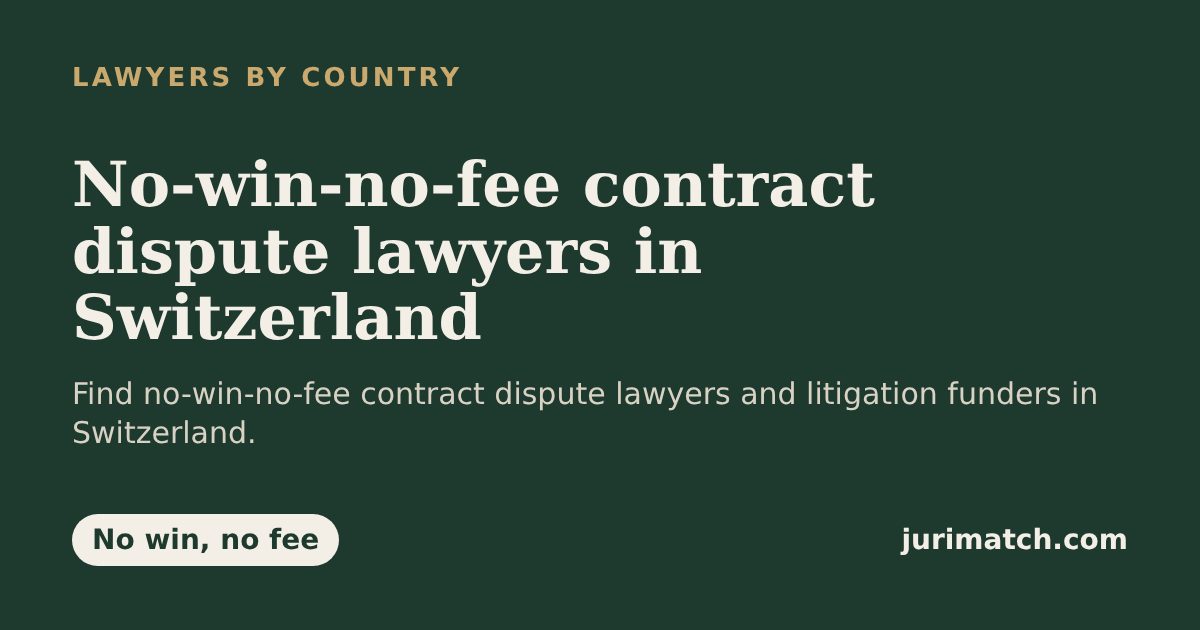 LAWYERS BY COUNTRY
No-win-no-fee contract
dispute lawyers in
Switzerland
Find no-win-no-fee contract dispute lawyers and litigation funders in
Switzerland.
No win, no fee
jurimatch.com